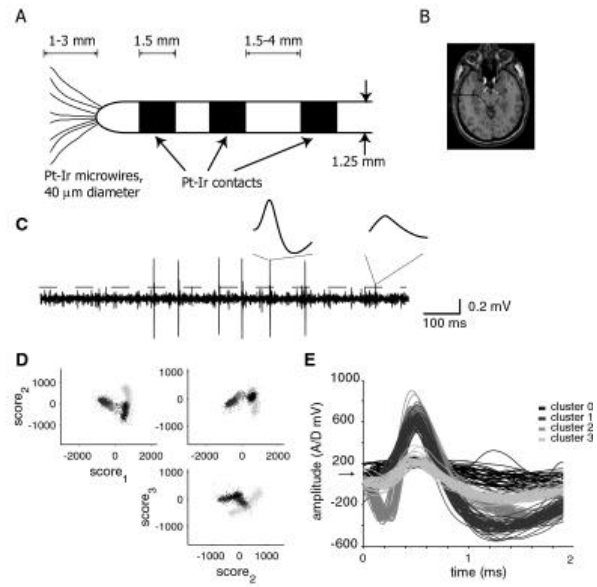 A
B
1-3 mm
1.5 mm
1.5-4 mm
1.25 mm
Pt-Ir microwires,
40 µm diameter
Pt-Ir contacts
C
0.2 mV
100 ms
D
score2
1000
0
-1000
-2000 0 2000
score1
1000
0
-1000
-1000 0 1000
score3
1000
0
-1000
-1000 0 1000
score2
E
amplitude (A/D mV)
1000
600
200
-200
-600
0 1 2
time (ms)
cluster 0
cluster 1
cluster 2
cluster 3